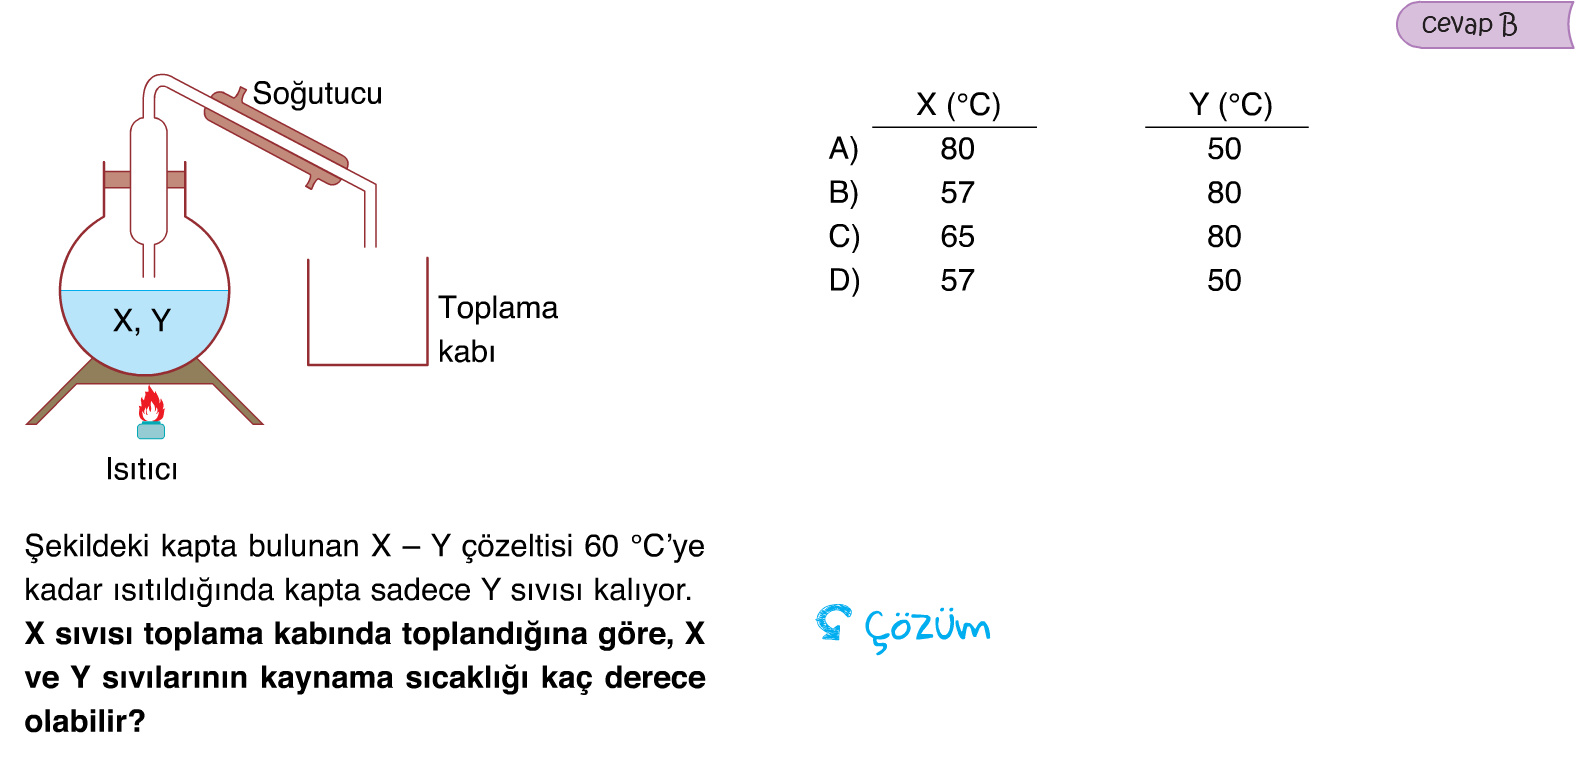 Cevap B
Soğutucu
X, Y
Toplama
kabı
Isıtıcı
Şekildeki kapta bulunan X – Y çözeltisi 60 °C’ye
kadar ısıtıldığında kapta sadece Y sıvısı kalıyor.
X sıvısı toplama kabında toplandığına göre, X
ve Y sıvılarının kaynama sıcaklığı kaç derece
olabilir?
X (°C) Y (°C)
A) 80 50
B) 57 80
C) 65 80
D) 57 50
Çözüm